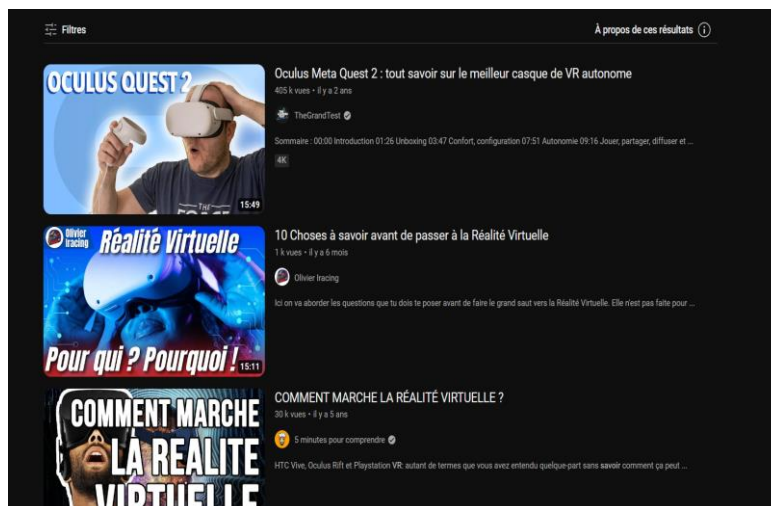 Filtres
À propos de ces résultats
OCULUS QUEST 2
THE
15:49
Oculus Meta Quest 2 : tout savoir sur le meilleur casque de VR autonome
405 k vues • il y a 2 ans
TheGrandTest
Sommaire : 00:00 Introduction 01:26 Unboxing 03:47 Confort, configuration 07:51 Autonomie 09:16 Jouer, partager, diffuser et ...
4K
Olivier
Iracing
Réalité Virtuelle
Pour qui ? Pourquoi !
15:11
10 Choses à savoir avant de passer à la Réalité Virtuelle
1 k vues • il y a 6 mois
Olivier Iracing
Ici on va aborder les questions que tu dois te poser avant de faire le grand saut vers la Réalité Virtuelle. Elle n'est pas faite pour ...
COMMENT MARCHE
LA REALITE
VIRTUELLE
COMMENT MARCHE LA RÉALITÉ VIRTUELLE ?
30 k vues • il y a 5 ans
5 minutes pour comprendre
HTC Vive, Oculus Rift et Playstation VR: autant de termes que vous avez entendu quelque-part sans savoir comment ça peut ...